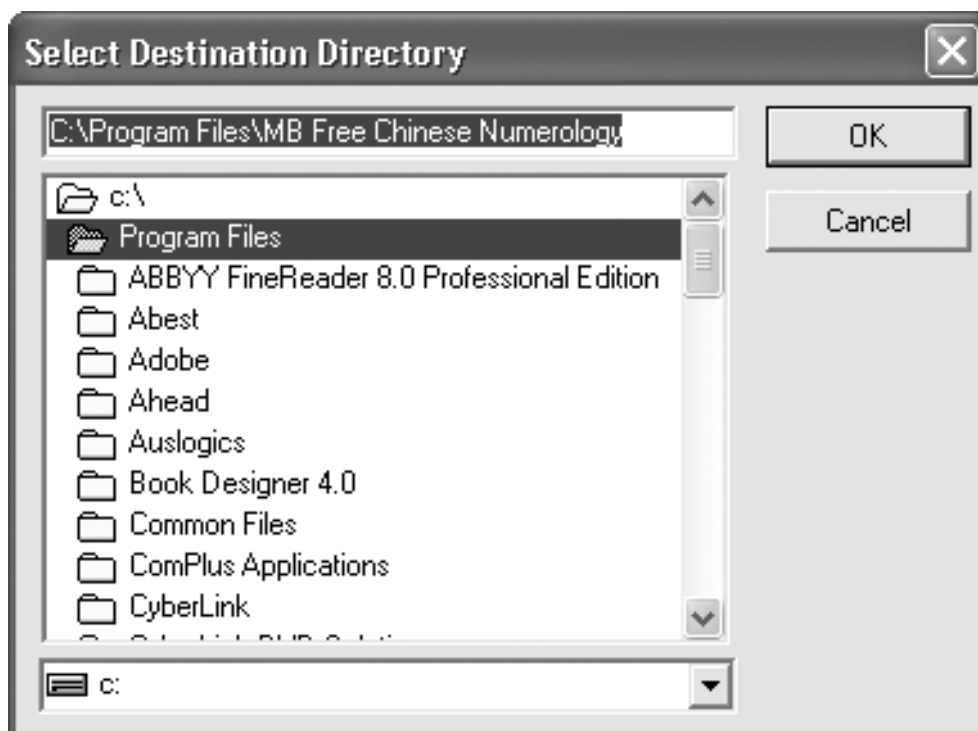 Select Destination Directory
C:\Program Files\MB Free Chinese Numerology
OK
c:\
Cancel
Program Files
ABBYY FineReader 8.0 Professional Edition
Abest
Adobe
Ahead
Auslogics
Book Designer 4.0
Common Files
ComPlus Applications
CyberLink
c: